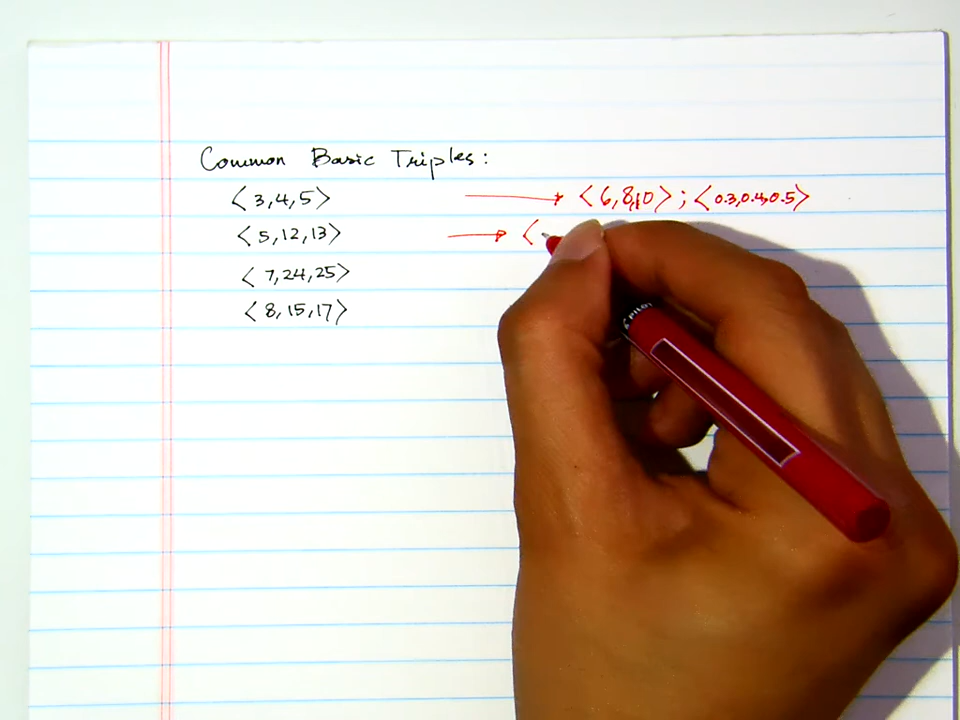 Common Basic Triples:
⟨3,4,5⟩ → ⟨6,8,10⟩ ; ⟨0.3,0.4,0.5⟩
⟨5,12,13⟩ → ⟨
⟨7,24,25⟩
⟨8,15,17⟩
PILOT